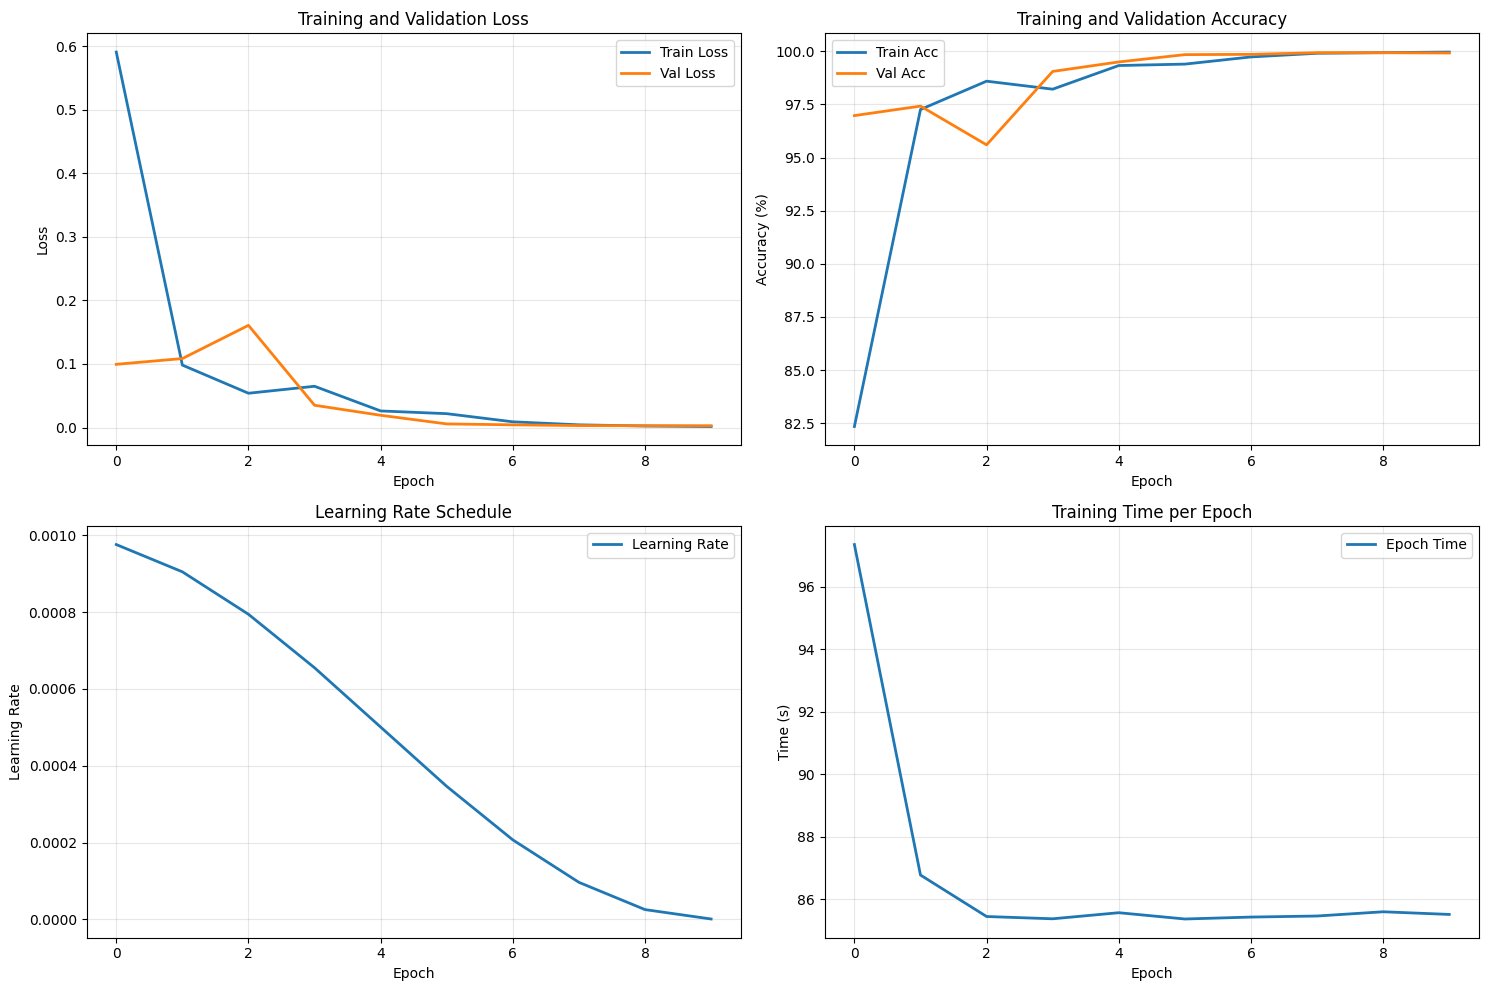 Training and Validation Loss
Train Loss
Val Loss
0.6
0.5
0.4
0.3
0.2
0.1
0.0
Loss
0 2 4 6 8
Epoch
Training and Validation Accuracy
Train Acc
Val Acc
100.0
97.5
95.0
92.5
90.0
87.5
85.0
82.5
Accuracy (%)
0 2 4 6 8
Epoch
Learning Rate Schedule
Learning Rate
0.0010
0.0008
0.0006
0.0004
0.0002
0.0000
Learning Rate
0 2 4 6 8
Epoch
Training Time per Epoch
Epoch Time
96
94
92
90
88
86
Time (s)
0 2 4 6 8
Epoch